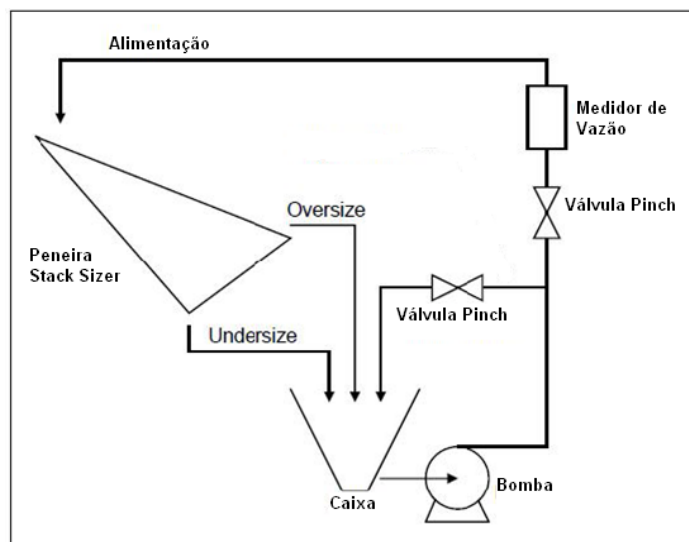 Alimentação
Medidor de
Vazão
Válvula Pinch
Oversize
Peneira
Stack Sizer
Válvula Pinch
Undersize
Bomba
Caixa